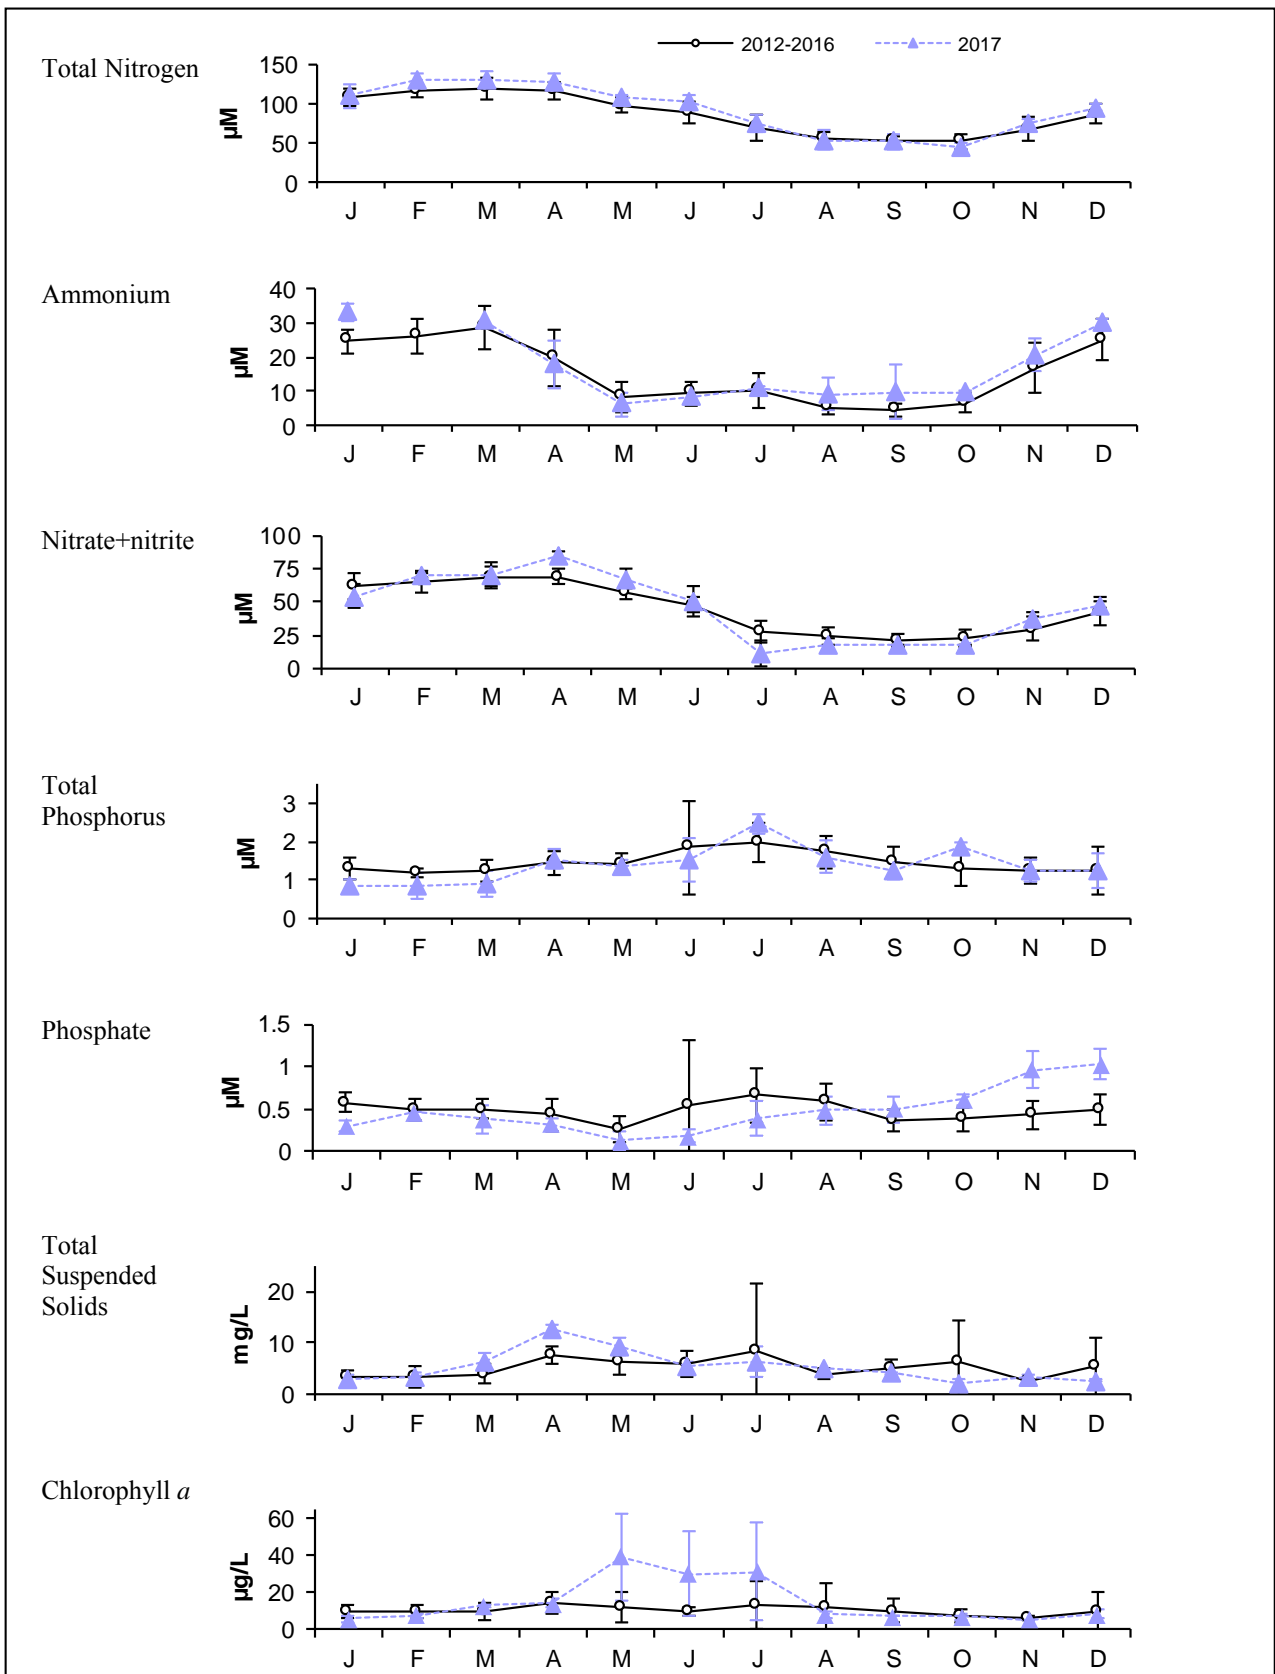 2012-2016 2017
Total Nitrogen
µM
150
100
50
0
J F M A M J J A S O N D
Ammonium
µM
40
30
20
10
0
J F M A M J J A S O N D
Nitrate+nitrite
µM
100
75
50
25
0
J F M A M J J A S O N D
Total
Phosphorus
µM
3
2
1
0
J F M A M J J A S O N D
Phosphate
µM
1.5
1
0.5
0
J F M A M J J A S O N D
Total
Suspended
Solids
mg/L
20
10
0
J F M A M J J A S O N D
Chlorophyll a
µg/L
60
40
20
0
J F M A M J J A S O N D